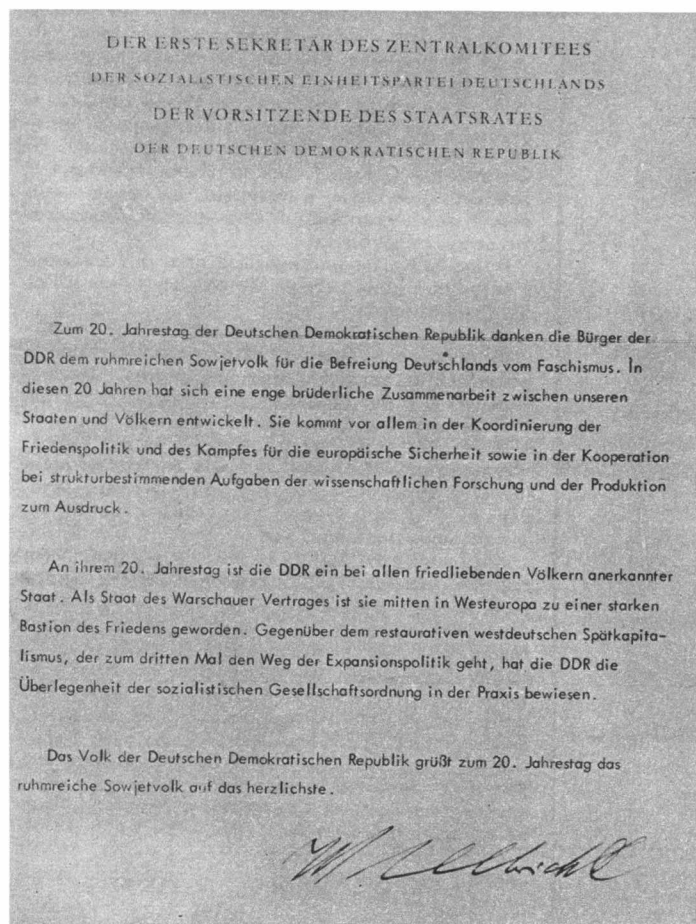 DER ERSTE SEKRETÄR DES ZENTRALKOMITEES
DER SOZIALISTISCHEN EINHEITSPARTEI DEUTSCHLANDS
DER VORSITZENDE DES STAATSRATES
DER DEUTSCHEN DEMOKRATISCHEN REPUBLIK
Zum 20. Jahrestag der Deutschen Demokratischen Republik danken die Bürger der
DDR dem ruhmreichen Sowjetvolk für die Befreiung Deutschlands vom Faschismus. In
diesen 20 Jahren hat sich eine enge brüderliche Zusammenarbeit zwischen unseren
Staaten und Völkern entwickelt. Sie kommt vor allem in der Koordinierung der
Friedenspolitik und des Kampfes für die europäische Sicherheit sowie in der Kooperation
bei strukturbestimmenden Aufgaben der wissenschaftlichen Forschung und der Produktion
zum Ausdruck.
An ihrem 20. Jahrestag ist die DDR ein bei allen friedliebenden Völkern anerkannter
Staat. Als Staat des Warschauer Vertrages ist sie mitten in Westeuropa zu einer starken
Bastion des Friedens geworden. Gegenüber dem restaurativen westdeutschen Spätkapita-
lismus, der zum dritten Mal den Weg der Expansionspolitik geht, hat die DDR die
Überlegenheit der sozialistischen Gesellschaftsordnung in der Praxis bewiesen.
Das Volk der Deutschen Demokratischen Republik grüßt zum 20. Jahrestag das
ruhmreiche Sowjetvolk auf das herzlichste.
W Ulbricht